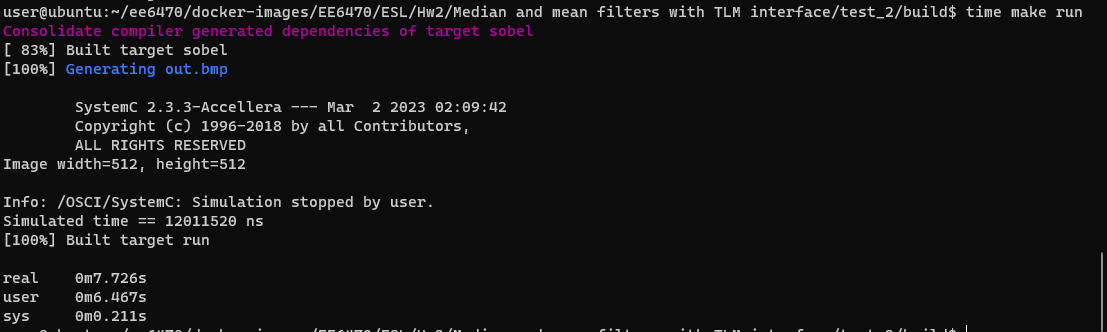 user@ubuntu:~/ee6470/docker-images/EE6470/ESL/Hw2/Median and mean filters with TLM interface/test_2/build$ time make run
Consolidate compiler generated dependencies of target sobel
[ 83%] Built target sobel
[100%] Generating out.bmp
SystemC 2.3.3-Accellera --- Mar  2 2023 02:09:42
Copyright (c) 1996-2018 by all Contributors,
ALL RIGHTS RESERVED
Image width=512, height=512
Info: /OSCI/SystemC: Simulation stopped by user.
Simulated time == 12011520 ns
[100%] Built target run
real    0m7.726s
user    0m6.467s
sys     0m0.211s